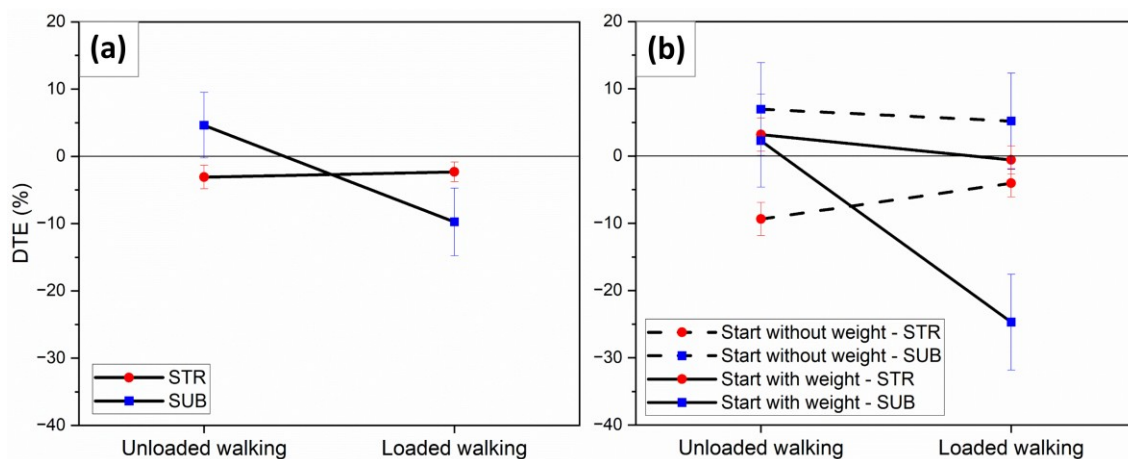 (a)
DTE (%)
20
10
0
−10
−20
−30
−40
STR
SUB
Unloaded walking
Loaded walking
(b)
20
10
0
−10
−20
−30
−40
Start without weight - STR
Start without weight - SUB
Start with weight - STR
Start with weight - SUB
Unloaded walking
Loaded walking